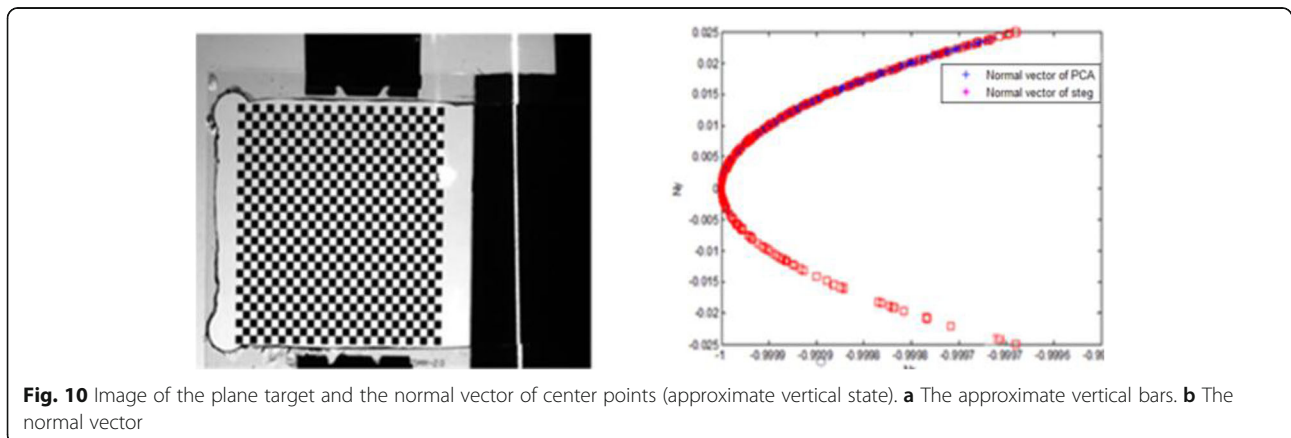 0.025
0.02
0.015
0.01
0.005
0
-0.005
-0.01
-0.015
-0.02
-0.025
Ny
Normal vector of PCA
Normal vector of steg
-1 -0.9999 -0.9999 -0.9998 -0.9998 -0.9997 -0.9997 -0.9996 -0.9996
Fig. 10 Image of the plane target and the normal vector of center points (approximate vertical state). a The approximate vertical bars. b The
normal vector